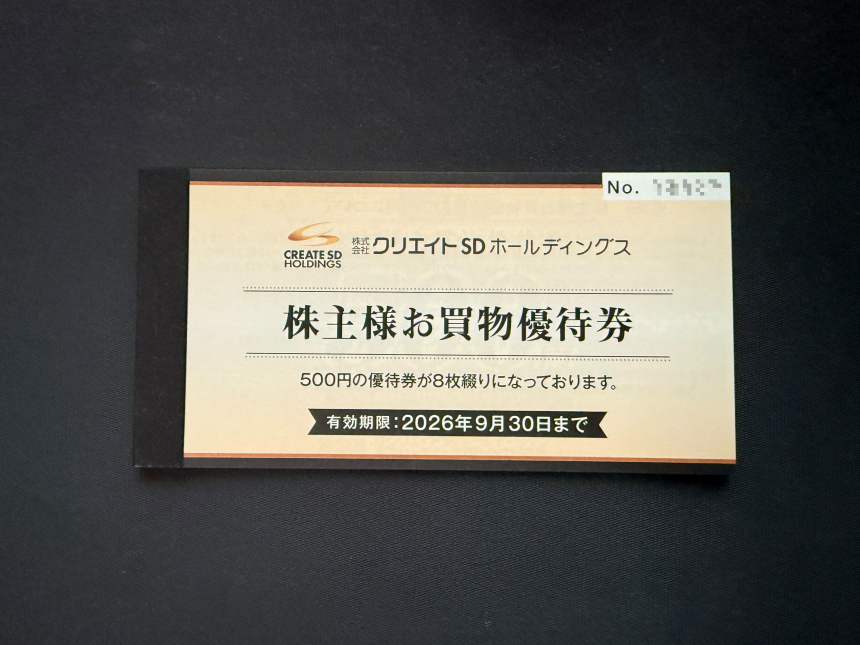 No.
CREATE SD
HOLDINGS
株式会社 クリエイトSDホールディングス
株主様お買物優待券
500円の優待券が8枚綴りになっております。
有効期限：2026年9月30日まで